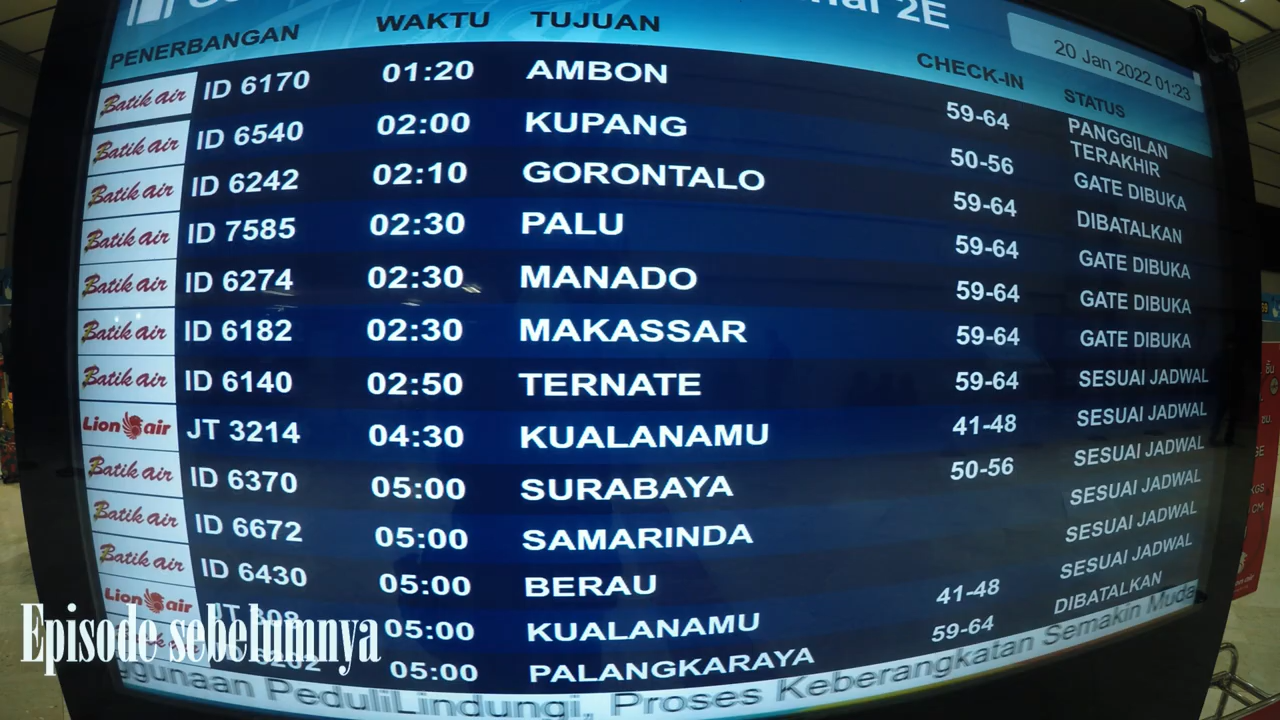 2E
20 Jan 2022 01:23
PENERBANGAN WAKTU TUJUAN CHECK-IN STATUS
Batik air ID 6170 01:20 AMBON 59-64 PANGGILAN TERAKHIR
Batik air ID 6540 02:00 KUPANG 50-56 GATE DIBUKA
Batik air ID 6242 02:10 GORONTALO 59-64 DIBATALKAN
Batik air ID 7585 02:30 PALU 59-64 GATE DIBUKA
Batik air ID 6274 02:30 MANADO 59-64 GATE DIBUKA
Batik air ID 6182 02:30 MAKASSAR 59-64 GATE DIBUKA
Batik air ID 6140 02:50 TERNATE 59-64 SESUAI JADWAL
Lion air JT 3214 04:30 KUALANAMU 41-48 SESUAI JADWAL
Batik air ID 6370 05:00 SURABAYA 50-56 SESUAI JADWAL
Batik air ID 6672 05:00 SAMARINDA SESUAI JADWAL
Batik air ID 6430 05:00 BERAU SESUAI JADWAL
Lion air JT 05:00 KUALANAMU 41-48 SESUAI JADWAL
05:00 PALANGKARAYA 59-64 DIBATALKAN
PeduliLindungi, Proses Keberangkatan Semakin Muda
Episode sebelumnya